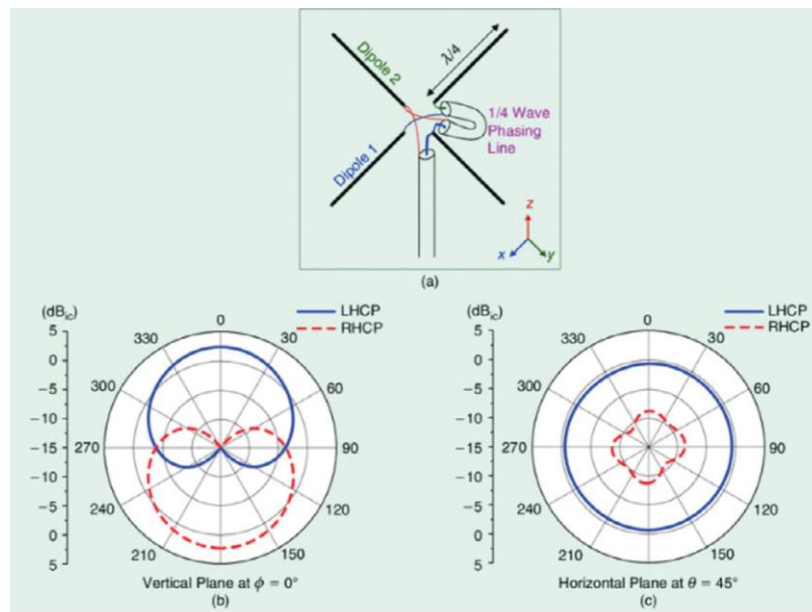 Dipole 2
λ/4
1/4 Wave
Phasing
Line
Dipole 1
z
x
y
(a)
(dBic)
LHCP
RHCP
0
330
30
300
60
270
90
240
120
210
150
5
0
−5
−10
−15
−10
−5
0
5
Vertical Plane at ϕ = 0°
(b)
(dBic)
LHCP
RHCP
0
330
30
300
60
270
90
240
120
210
150
5
0
−5
−10
−15
−10
−5
0
5
Horizontal Plane at θ = 45°
(c)